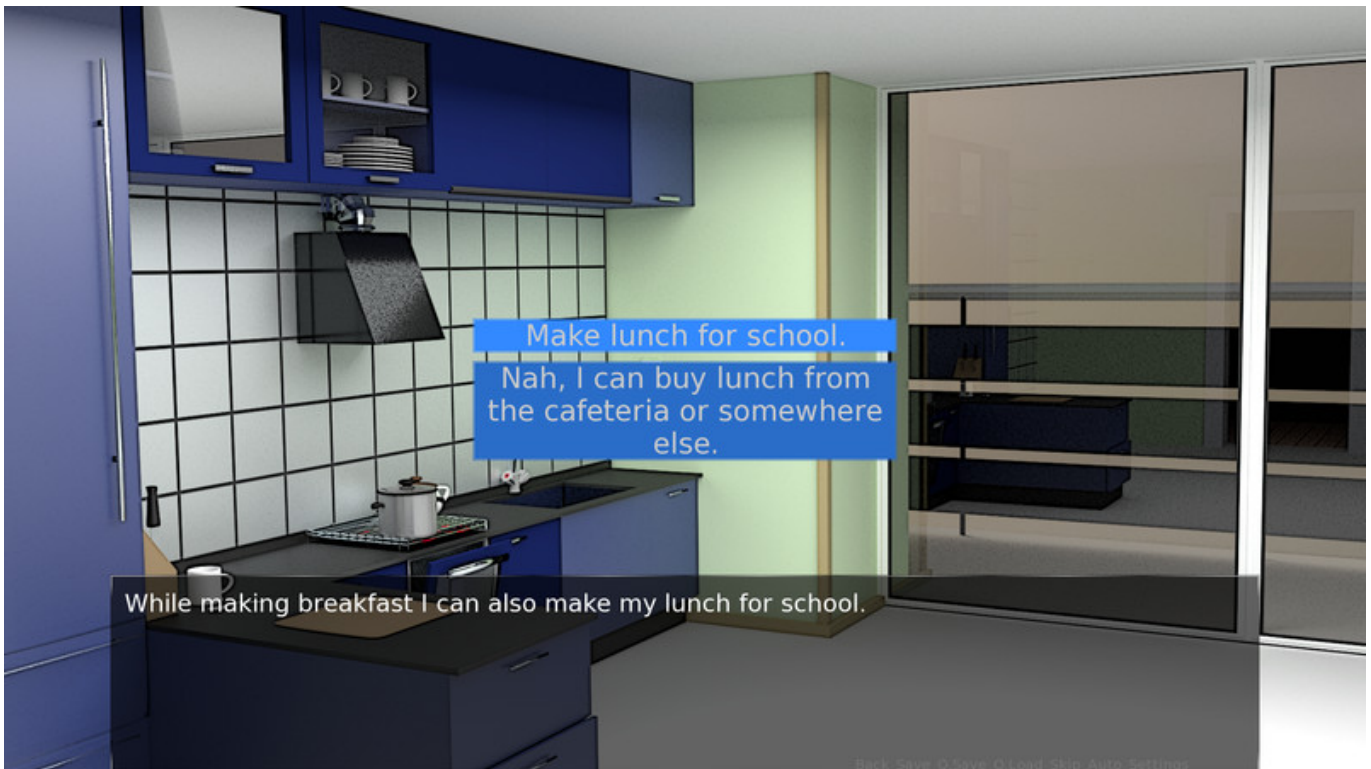 Make lunch for school.
Nah, I can buy lunch from
the cafeteria or somewhere
else.
While making breakfast I can also make my lunch for school.
Back Save Q.Save Q.Load Skip Auto Settings